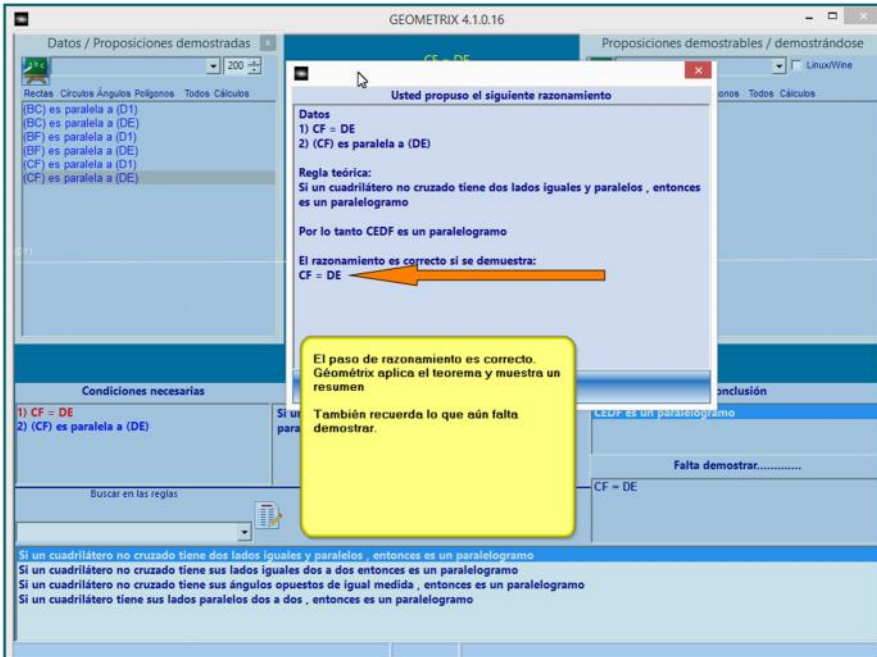 GEOMETRIX 4.1.0.16
Datos / Proposiciones demostradas
200
Rectas Círculos Ángulos Polígonos Todos Cálculos
(BC) es paralela a (D1)
(BC) es paralela a (DE)
(BF) es paralela a (D1)
(BF) es paralela a (DE)
(CF) es paralela a (D1)
(CF) es paralela a (DE)
(D1)
CF = DE
Proposiciones demostrables / demostrándose
Linux/Wine
onos Todos Cálculos
Usted propuso el siguiente razonamiento
Datos
1) CF = DE
2) (CF) es paralela a (DE)
Regla teórica:
Si un cuadrilátero no cruzado tiene dos lados iguales y paralelos , entonces
es un paralelogramo
Por lo tanto CEDF es un paralelogramo
El razonamiento es correcto si se demuestra:
CF = DE
El paso de razonamiento es correcto.
Géométrix aplica el teorema y muestra un
resumen
También recuerda lo que aún falta
demostrar.
Condiciones necesarias
1) CF = DE
2) (CF) es paralela a (DE)
Si un
para
onclusión
CEDF es un paralelogramo
Falta demostrar.............
CF = DE
Buscar en las reglas
Si un cuadrilátero no cruzado tiene dos lados iguales y paralelos , entonces es un paralelogramo
Si un cuadrilátero no cruzado tiene sus lados iguales dos a dos entonces es un paralelogramo
Si un cuadrilátero no cruzado tiene sus ángulos opuestos de igual medida , entonces es un paralelogramo
Si un cuadrilátero tiene sus lados paralelos dos a dos , entonces es un paralelogramo